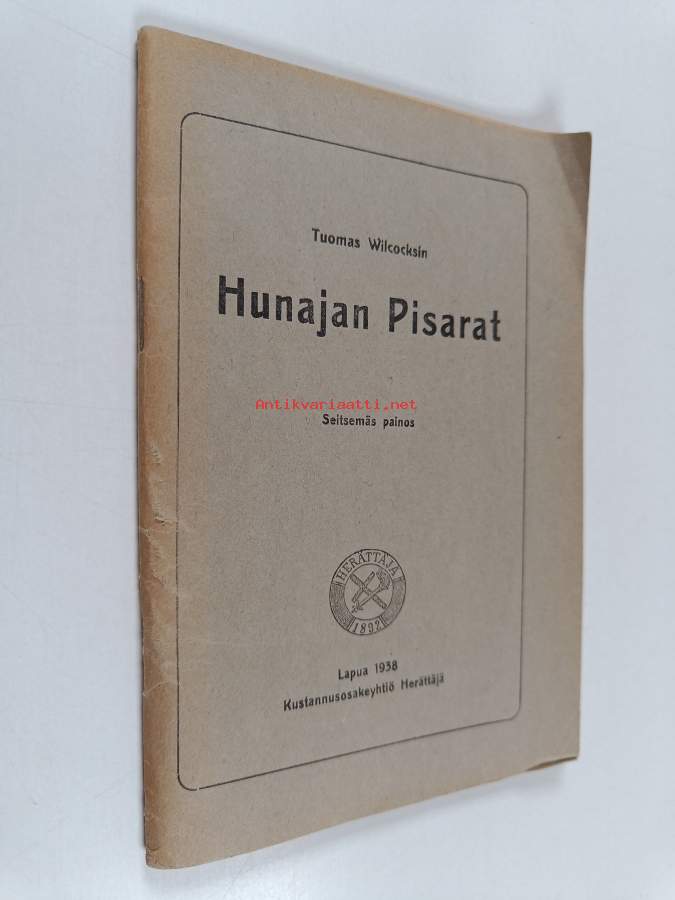 Tuomas Wilcocksin
Hunajan Pisarat
Antikvariaatti.net
Seitsemäs painos
HERÄTTÄJÄ
1892
Lapua 1938
Kustannusosakeyhtiö Herättäjä